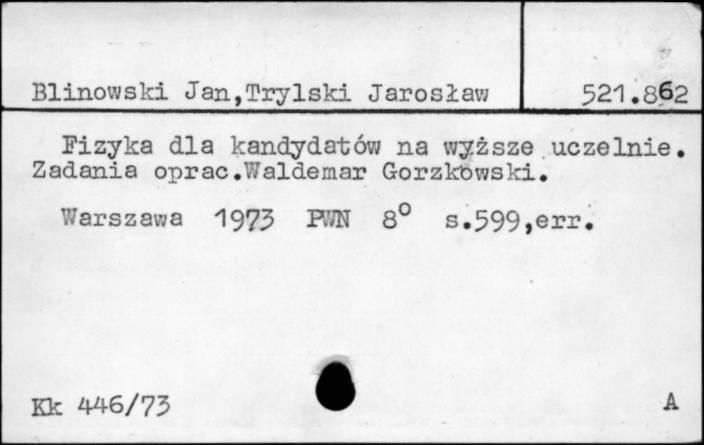 Blinowski Jan,Trylski Jarosław 521.862
Fizyka dla kandydatów na wyższe uczelnie.
Zadania oprac.Waldemar Gorzkowski.
Warszawa 1973 PWN 8° s.599,err.
Kk 446/73 A